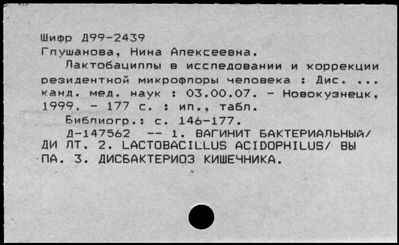 Шифр Д99-2439
Глушанова, Нина Алексеевна.
Лактобациллы в исследовании и коррекции
резидентной микрофлоры человека : Дис. ...
канд. мед. наук : 03.00.07. - Новокузнецк,
1999. - 177 с. : ил., табл.
Библиогр.: с. 146-177.
Д-147562 -- 1. ВАГИНИТ БАКТЕРИАЛЬНЫЙ/
ДИ ЛТ. 2. LACTOBACILLUS ACIDOPHILUS/ ВЫ
ПА. 3. ДИСБАКТЕРИОЗ КИШЕЧНИКА.